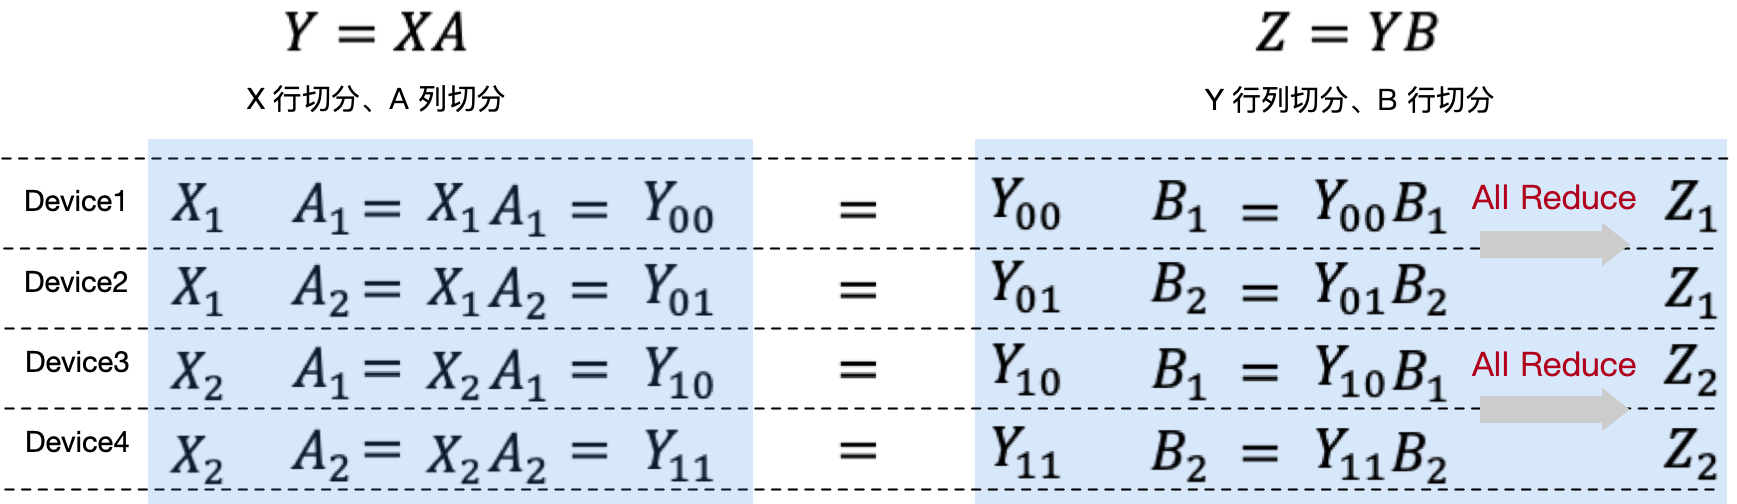 Y = XA Z = YB
X 行切分、A 列切分 Y 行列切分、B 行切分
Device1 X₁ A₁ = X₁A₁ = Y₀₀ = Y₀₀ B₁ = Y₀₀B₁ All Reduce Z₁
Device2 X₁ A₂ = X₁A₂ = Y₀₁ = Y₀₁ B₂ = Y₀₁B₂ Z₁
Device3 X₂ A₁ = X₂A₁ = Y₁₀ = Y₁₀ B₁ = Y₁₀B₁ All Reduce Z₂
Device4 X₂ A₂ = X₂A₂ = Y₁₁ = Y₁₁ B₂ = Y₁₁B₂ Z₂